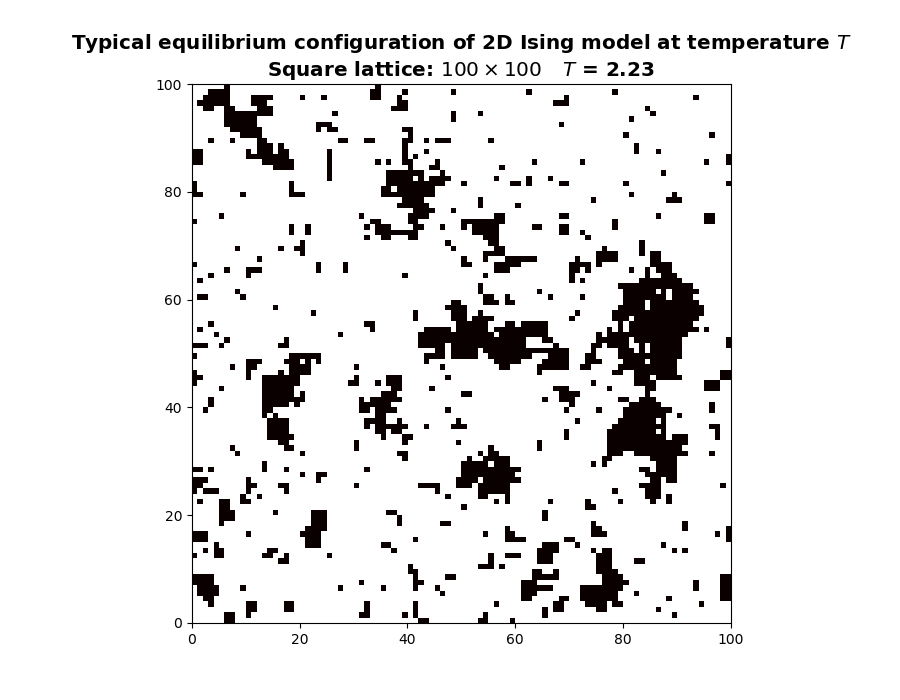 Typical equilibrium configuration of 2D Ising model at temperature T
Square lattice: 100 × 100 T = 2.23
100
80
60
40
20
0
0 20 40 60 80 100